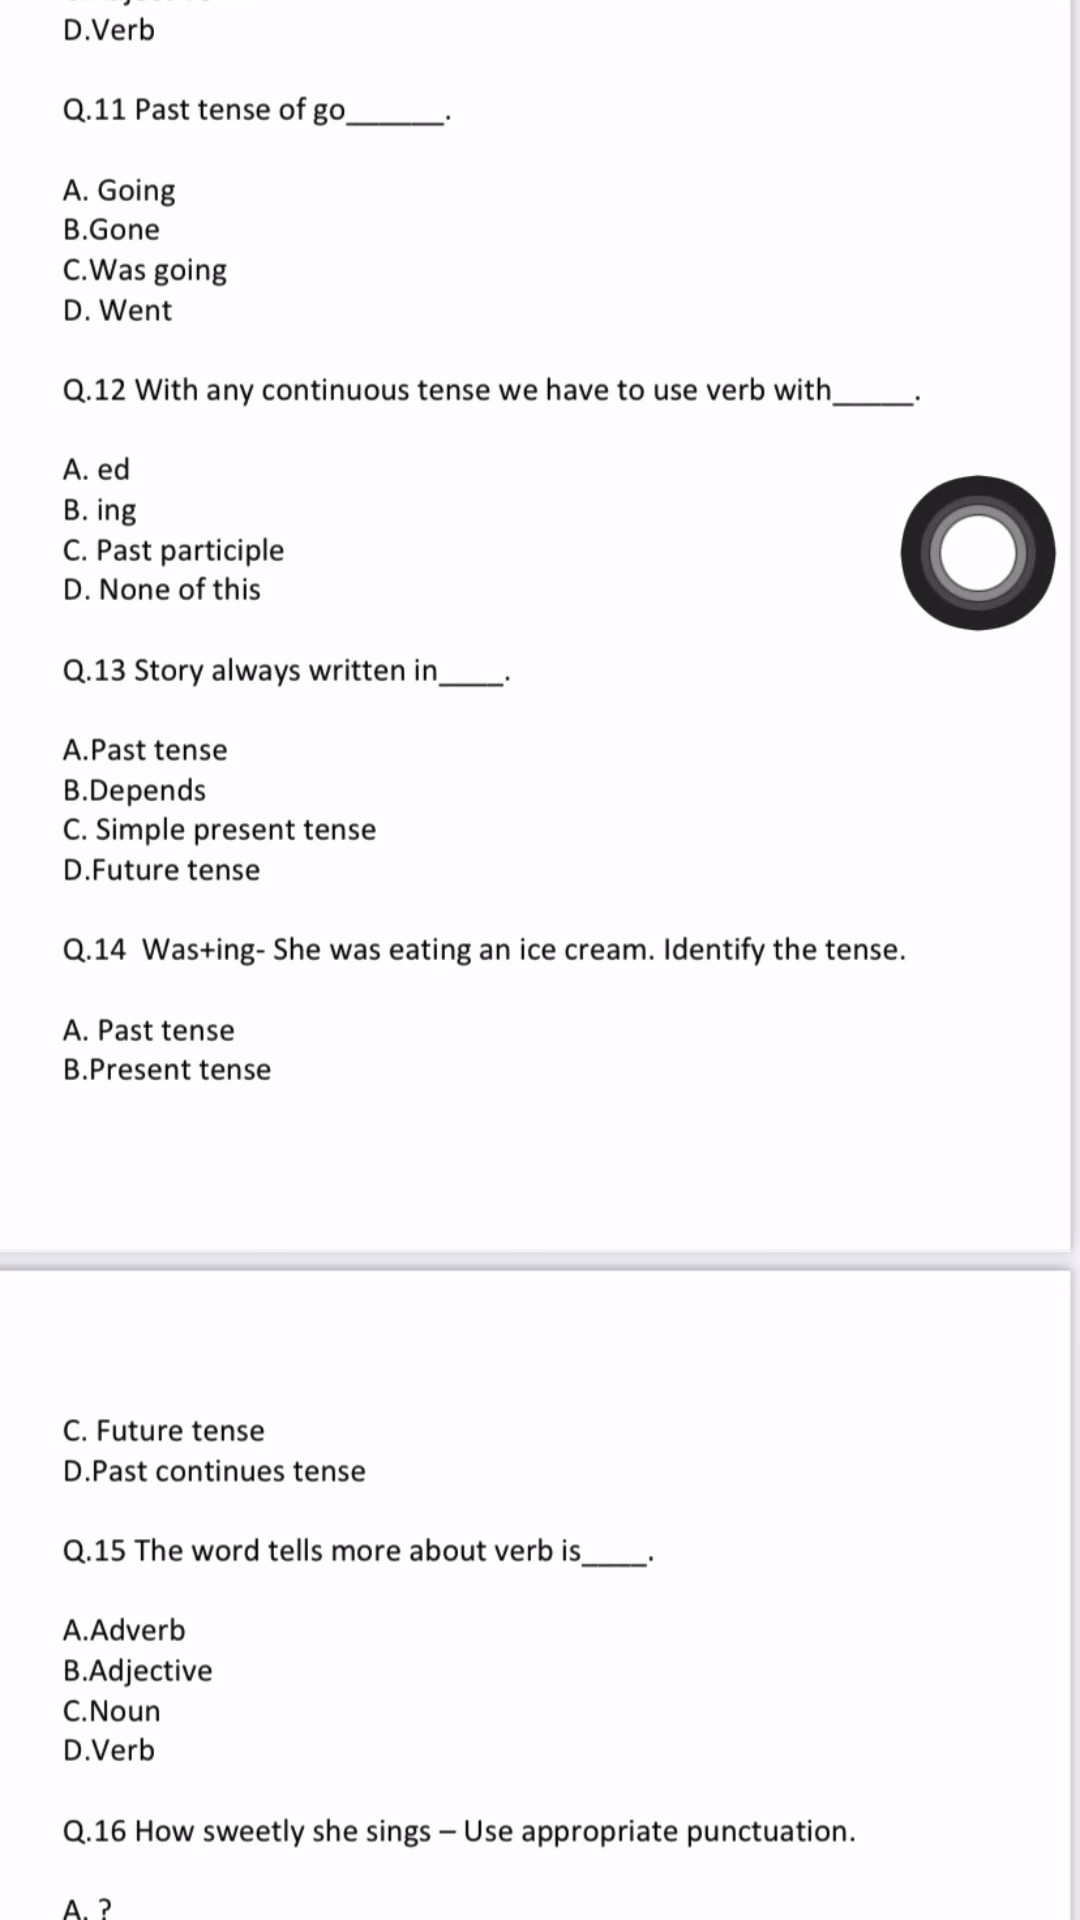 D.Verb
Q.11 Past tense of go______.
A. Going
B.Gone
C.Was going
D. Went
Q.12 With any continuous tense we have to use verb with_____.
A. ed
B. ing
C. Past participle
D. None of this
Q.13 Story always written in____.
A.Past tense
B.Depends
C. Simple present tense
D.Future tense
Q.14  Was+ing- She was eating an ice cream. Identify the tense.
A. Past tense
B.Present tense
C. Future tense
D.Past continues tense
Q.15 The word tells more about verb is____.
A.Adverb
B.Adjective
C.Noun
D.Verb
Q.16 How sweetly she sings – Use appropriate punctuation.
A. ?